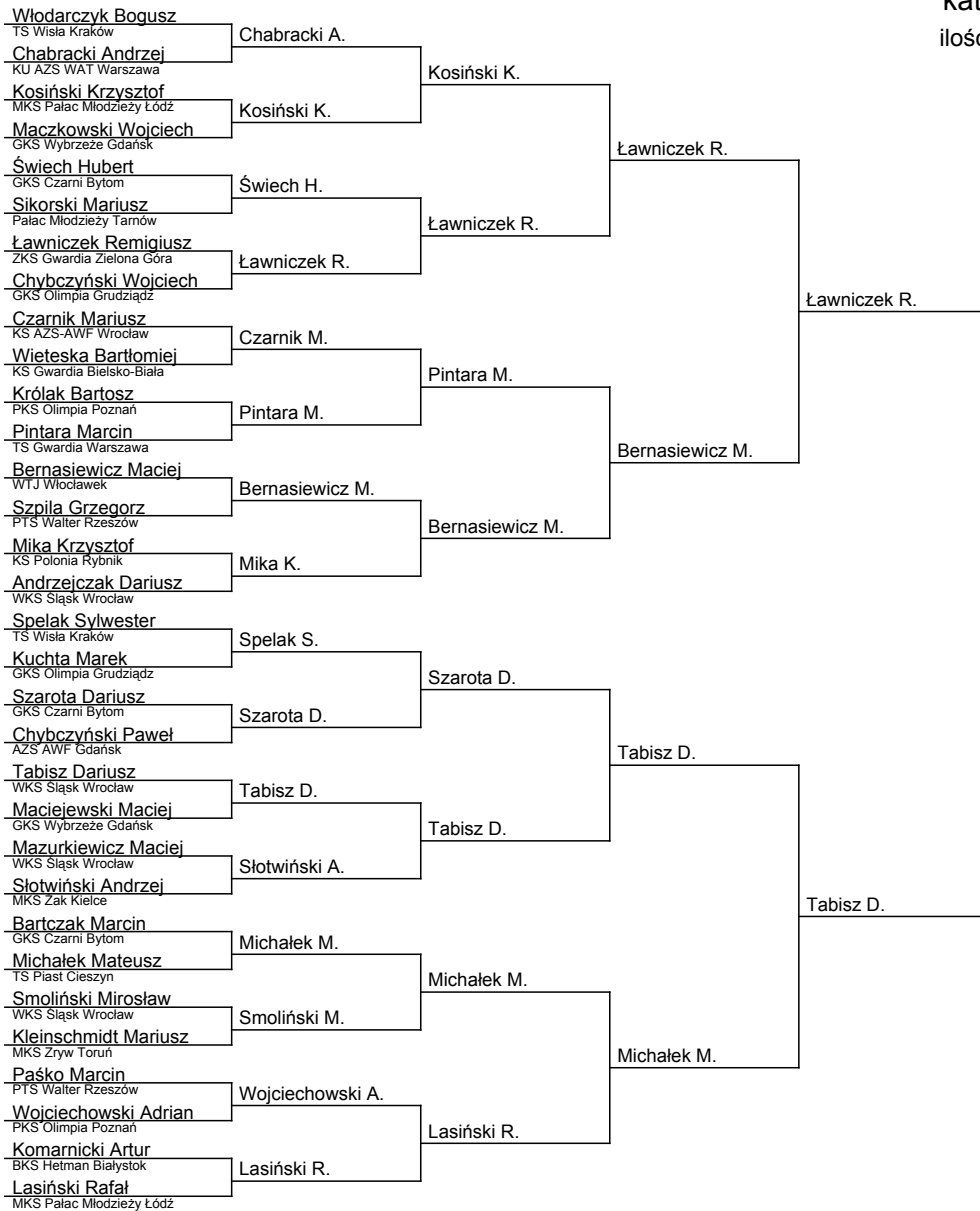 kat
ilość
Włodarczyk Bogusz
TS Wisła Kraków
Chabracki Andrzej
KU AZS WAT Warszawa
Kosiński Krzysztof
MKS Pałac Młodzieży Łódź
Maczkowski Wojciech
GKS Wybrzeże Gdańsk
Świech Hubert
GKS Czarni Bytom
Sikorski Mariusz
Pałac Młodzieży Tarnów
Ławniczek Remigiusz
ZKS Gwardia Zielona Góra
Chybczyński Wojciech
GKS Olimpia Grudziądz
Czarnik Mariusz
KS AZS-AWF Wrocław
Wieteska Bartłomiej
KS Gwardia Bielsko-Biała
Królak Bartosz
PKS Olimpia Poznań
Pintara Marcin
TS Gwardia Warszawa
Bernasiewicz Maciej
WTJ Włocławek
Szpila Grzegorz
PTS Walter Rzeszów
Mika Krzysztof
KS Polonia Rybnik
Andrzejczak Dariusz
WKS Śląsk Wrocław
Spelak Sylwester
TS Wisła Kraków
Kuchta Marek
GKS Olimpia Grudziądz
Szarota Dariusz
GKS Czarni Bytom
Chybczyński Paweł
AZS AWF Gdańsk
Tabisz Dariusz
WKS Śląsk Wrocław
Maciejewski Maciej
GKS Wybrzeże Gdańsk
Mazurkiewicz Maciej
WKS Śląsk Wrocław
Słotwiński Andrzej
MKS Żak Kielce
Bartczak Marcin
GKS Czarni Bytom
Michałek Mateusz
TS Piast Cieszyn
Smoliński Mirosław
WKS Śląsk Wrocław
Kleinschmidt Mariusz
MKS Zryw Toruń
Paśko Marcin
PTS Walter Rzeszów
Wojciechowski Adrian
PKS Olimpia Poznań
Komarnicki Artur
BKS Hetman Białystok
Lasiński Rafał
MKS Pałac Młodzieży Łódź
Chabracki A.
Kosiński K.
Świech H.
Ławniczek R.
Czarnik M.
Pintara M.
Bernasiewicz M.
Mika K.
Spelak S.
Szarota D.
Tabisz D.
Słotwiński A.
Michałek M.
Smoliński M.
Wojciechowski A.
Lasiński R.
Kosiński K.
Ławniczek R.
Pintara M.
Bernasiewicz M.
Szarota D.
Tabisz D.
Michałek M.
Lasiński R.
Ławniczek R.
Bernasiewicz M.
Tabisz D.
Michałek M.
Ławniczek R.
Tabisz D.